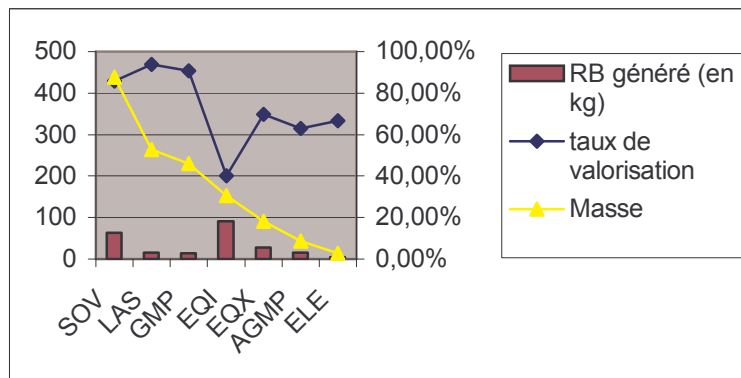 500
400
300
200
100
0
100,00%
80,00%
60,00%
40,00%
20,00%
0,00%
SOV
LAS
GMP
EQI
EQX
AGMP
ELE
RB généré (en
kg)
taux de
valorisation
Masse